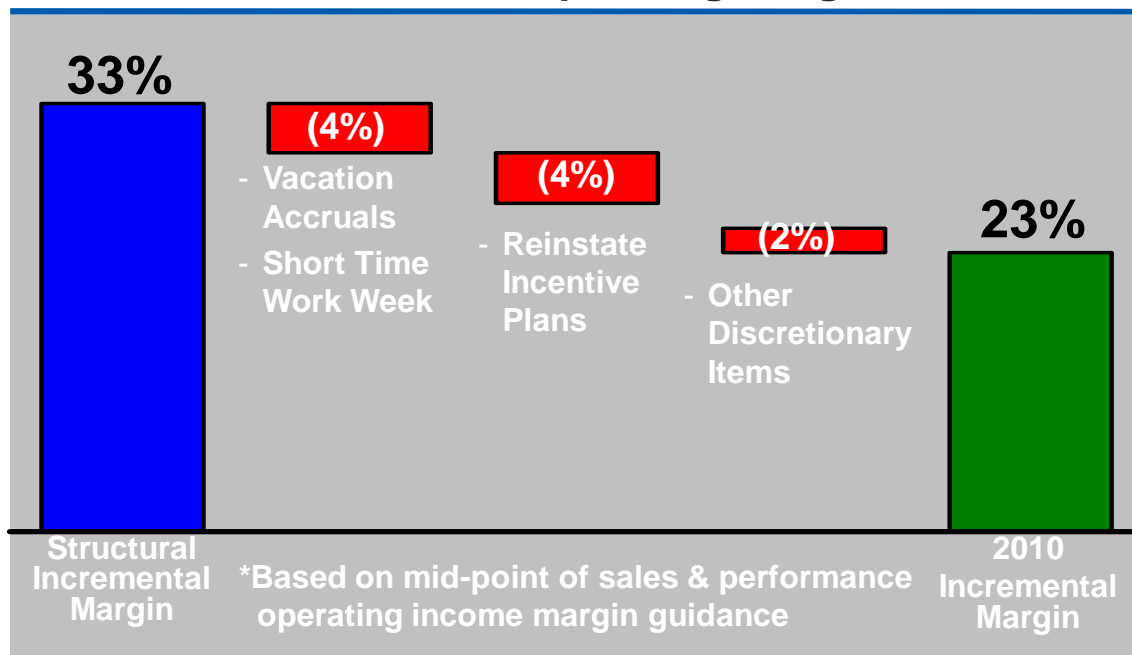 33%
(4%)
- Vacation
Accruals
- Short Time
Work Week
(4%)
- Reinstate
Incentive
Plans
(2%)
- Other
Discretionary
Items
23%
Structural
Incremental
Margin
*Based on mid-point of sales & performance
operating income margin guidance
2010
Incremental
Margin